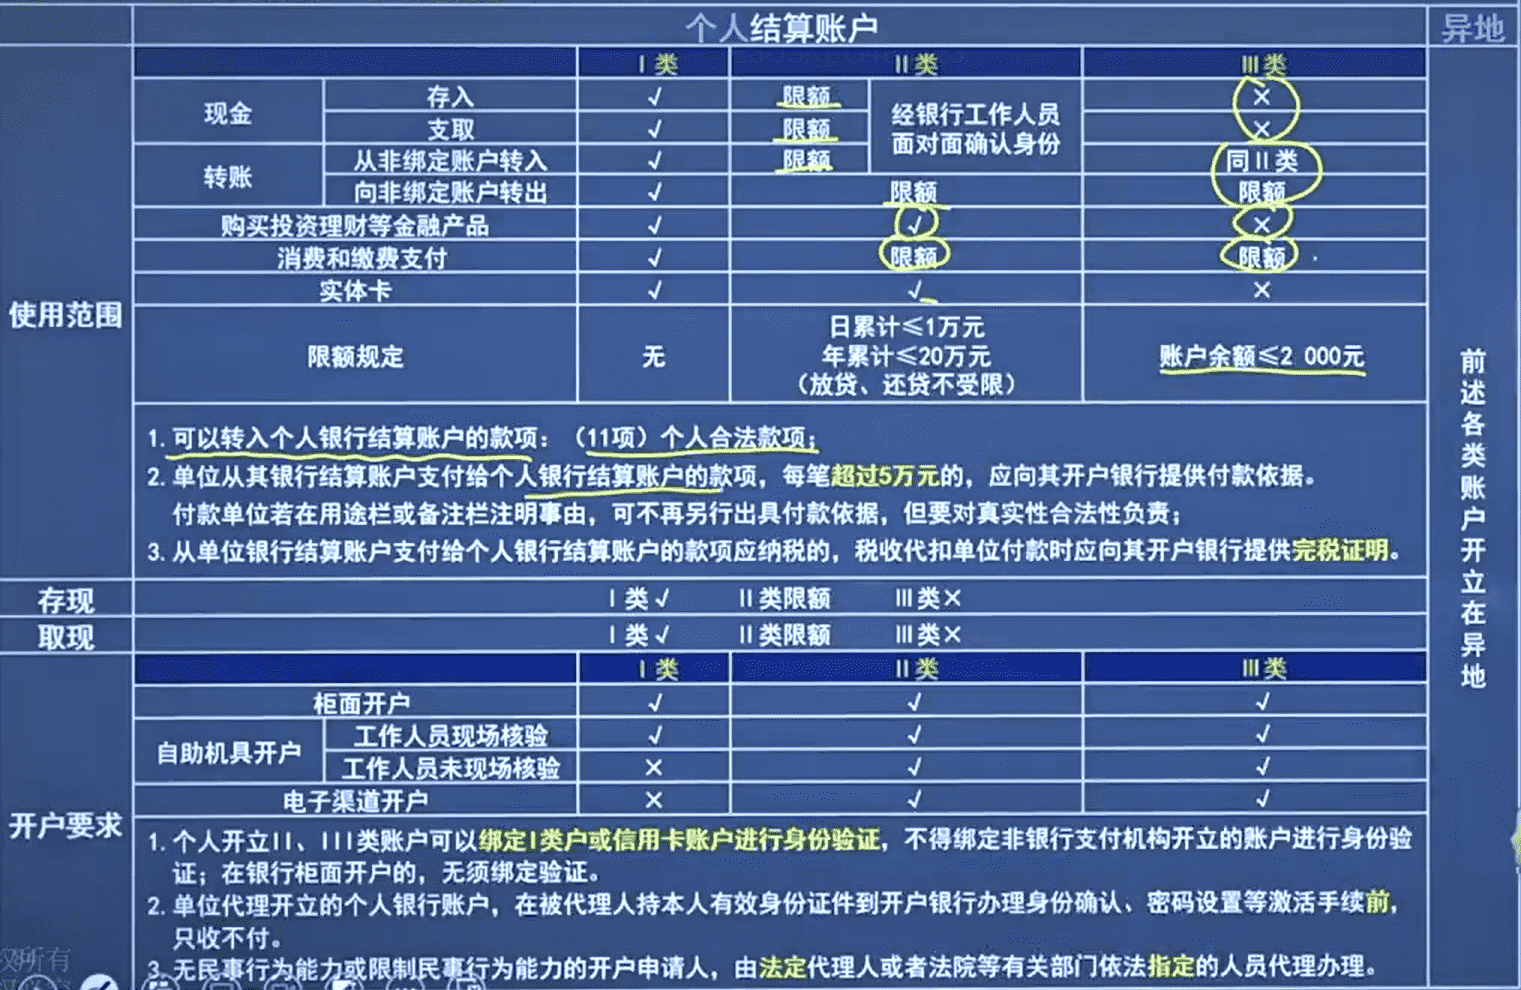 个人结算账户 异地
Ⅰ类 Ⅱ类 Ⅲ类
现金 存入 √ 限额 经银行工作人员面对面确认身份 ×
支取 √ 限额 ×
转账 从非绑定账户转入 √ 限额 同Ⅱ类
向非绑定账户转出 √ 限额 限额
购买投资理财等金融产品 √ √ ×
消费和缴费支付 √ 限额 限额
实体卡 √ √ ×
使用范围
限额规定 无
日累计≤1万元
年累计≤20万元
（放贷、还贷不受限）
账户余额≤2 000元
1. 可以转入个人银行结算账户的款项：（11项）个人合法款项；
2. 单位从其银行结算账户支付给个人银行结算账户的款项，每笔超过5万元的，应向其开户银行提供付款依据。
付款单位若在用途栏或备注栏注明事由，可不再另行出具付款依据，但要对真实性合法性负责；
3. 从单位银行结算账户支付给个人银行结算账户的款项应纳税的，税收代扣单位付款时应向其开户银行提供完税证明。
存现 Ⅰ类√ Ⅱ类限额 Ⅲ类×
取现 Ⅰ类√ Ⅱ类限额 Ⅲ类×
Ⅰ类 Ⅱ类 Ⅲ类
柜面开户 √ √ √
自助机具开户 工作人员现场核验 √ √ √
工作人员未现场核验 × √ √
电子渠道开户 × √ √
开户要求
1. 个人开立II、III类账户可以绑定I类户或信用卡账户进行身份验证，不得绑定非银行支付机构开立的账户进行身份验
证；在银行柜面开户的，无须绑定验证。
2. 单位代理开立的个人银行账户，在被代理人持本人有效身份证件到开户银行办理身份确认、密码设置等激活手续前，
只收不付。
3. 无民事行为能力或限制民事行为能力的开户申请人，由法定代理人或者法院等有关部门依法指定的人员代理办理。
前述各类账户开立在异地
权所有